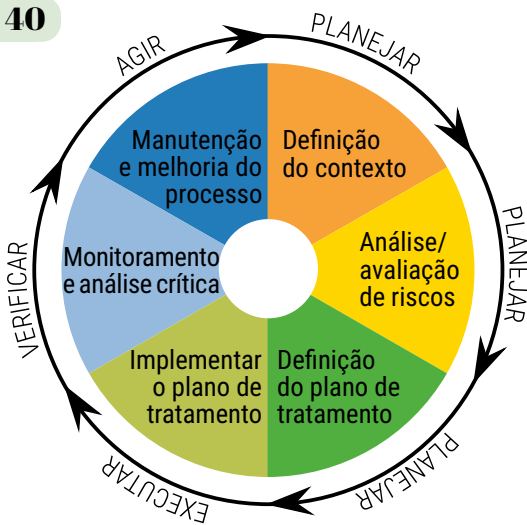 40
PLANEJAR
Definição
do contexto
PLANEJAR
Análise/
avaliação
de riscos
PLANEJAR
Definição
do plano de
tratamento
EXECUTAR
Implementar
o plano de
tratamento
VERIFICAR
Monitoramento
e análise crítica
AGIR
Manutenção
e melhoria do
processo